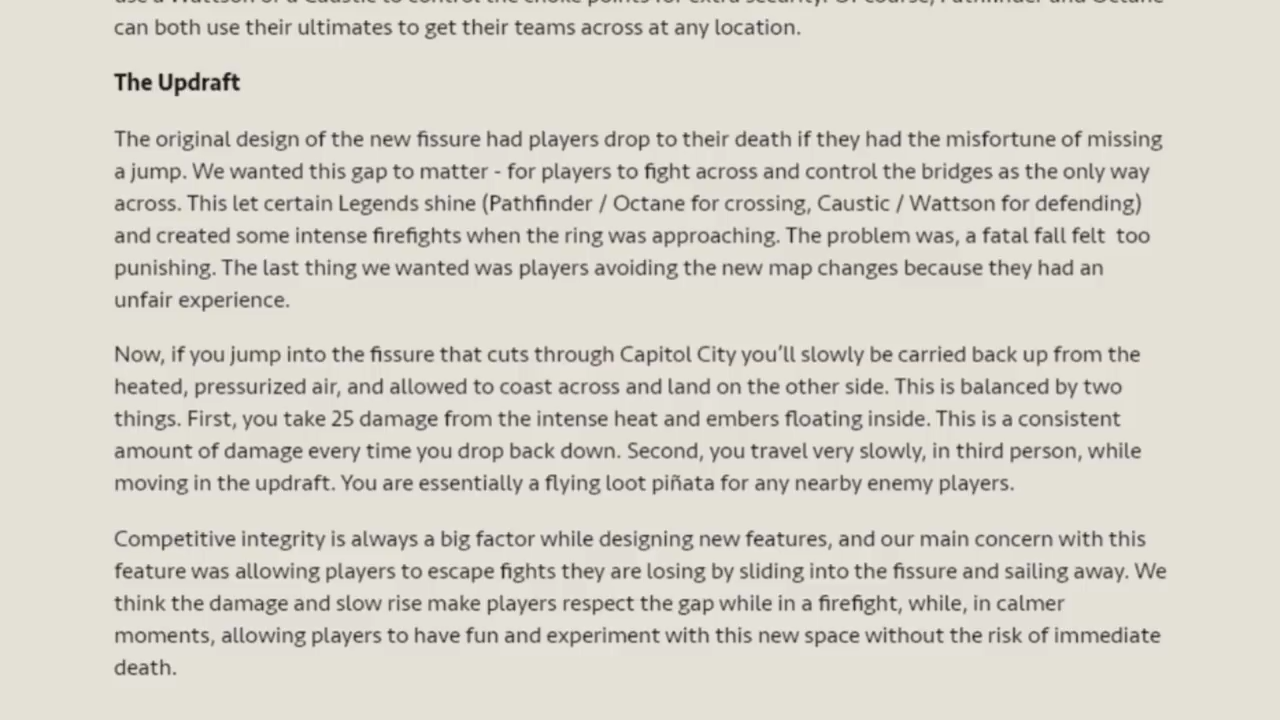 can both use their ultimates to get their teams across at any location.
The Updraft
The original design of the new fissure had players drop to their death if they had the misfortune of missing
a jump. We wanted this gap to matter - for players to fight across and control the bridges as the only way
across. This let certain Legends shine (Pathfinder / Octane for crossing, Caustic / Wattson for defending)
and created some intense firefights when the ring was approaching. The problem was, a fatal fall felt  too
punishing. The last thing we wanted was players avoiding the new map changes because they had an
unfair experience.
Now, if you jump into the fissure that cuts through Capitol City you’ll slowly be carried back up from the
heated, pressurized air, and allowed to coast across and land on the other side. This is balanced by two
things. First, you take 25 damage from the intense heat and embers floating inside. This is a consistent
amount of damage every time you drop back down. Second, you travel very slowly, in third person, while
moving in the updraft. You are essentially a flying loot piñata for any nearby enemy players.
Competitive integrity is always a big factor while designing new features, and our main concern with this
feature was allowing players to escape fights they are losing by sliding into the fissure and sailing away. We
think the damage and slow rise make players respect the gap while in a firefight, while, in calmer
moments, allowing players to have fun and experiment with this new space without the risk of immediate
death.